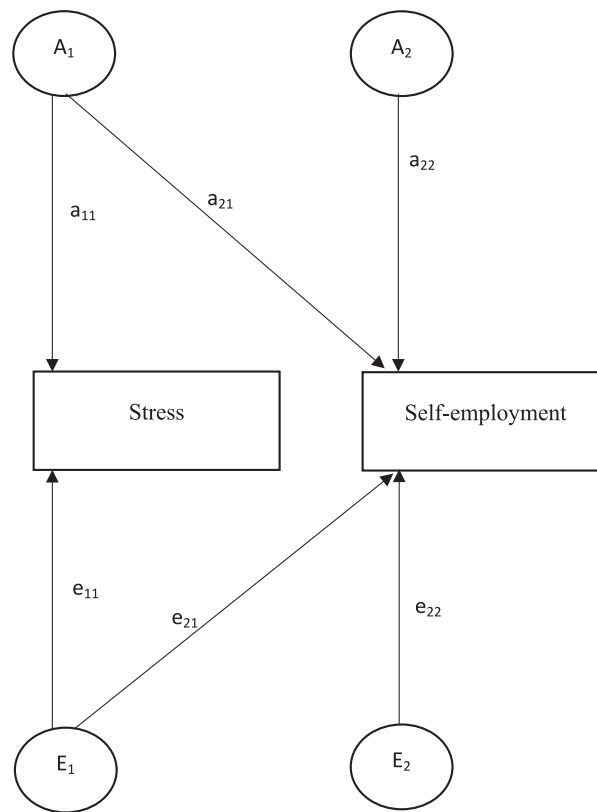 A₁
A₂
a₂₂
a₂₁
a₁₁
Stress
Self-employment
e₁₁
e₂₁
e₂₂
E₁
E₂